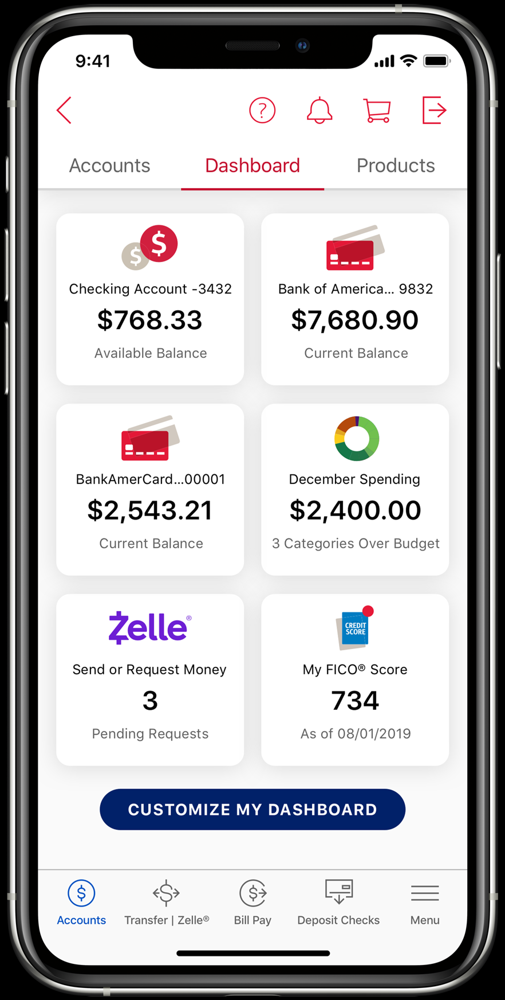 9:41
Accounts
Dashboard
Products
$ $
Checking Account -3432
$768.33
Available Balance
Bank of America... 9832
$7,680.90
Current Balance
BankAmerCard...00001
$2,543.21
Current Balance
December Spending
$2,400.00
3 Categories Over Budget
Zelle®
Send or Request Money
3
Pending Requests
CREDIT
SCORE
My FICO® Score
734
As of 08/01/2019
CUSTOMIZE MY DASHBOARD
Accounts
Transfer | Zelle®
Bill Pay
Deposit Checks
Menu